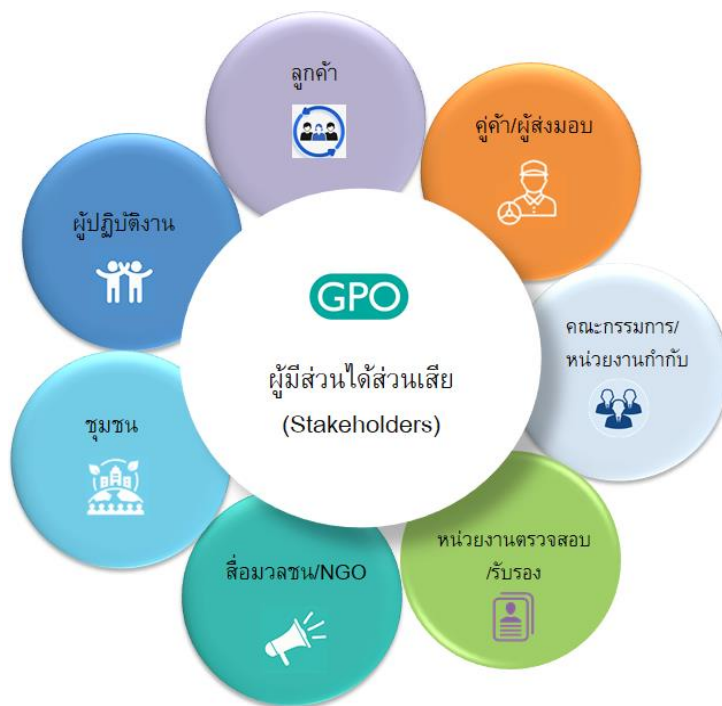 ลูกค้า
คู่ค้า/ผู้ส่งมอบ
คณะกรรมการ/
หน่วยงานกำกับ
หน่วยงานตรวจสอบ
/รับรอง
สื่อมวลชน/NGO
ชุมชน
ผู้ปฏิบัติงาน
GPO
ผู้มีส่วนได้ส่วนเสีย
(Stakeholders)